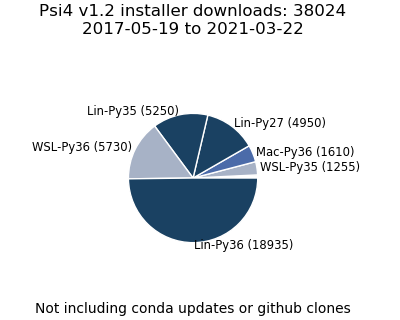 Psi4 v1.2 installer downloads: 38024
2017-05-19 to 2021-03-22
Lin-Py35 (5250)
Lin-Py27 (4950)
WSL-Py36 (5730)
Mac-Py36 (1610)
WSL-Py35 (1255)
Lin-Py36 (18935)
Not including conda updates or github clones